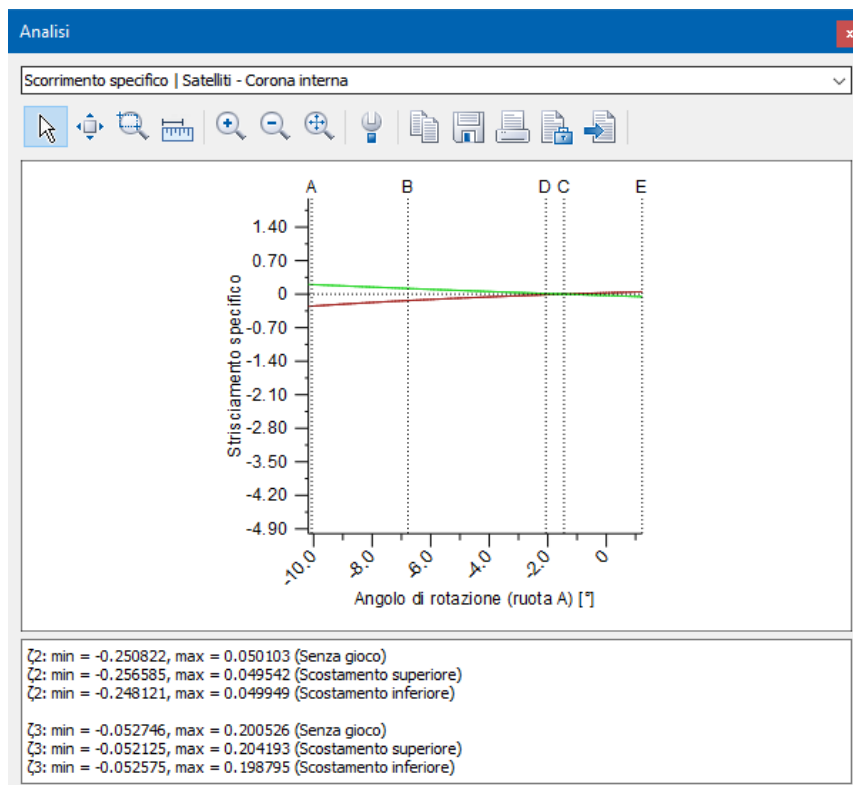 Analisi
x
Scorrimento specifico | Satelliti - Corona interna
A B D C E
1.40
0.70
0
-0.70
-1.40
-2.10
-2.80
-3.50
-4.20
-4.90
Strisciamento specifico
-10.0 -8.0 -6.0 -4.0 -2.0 0
Angolo di rotazione (ruota A) [°]
ζ2: min = -0.250822, max = 0.050103 (Senza gioco)
ζ2: min = -0.256585, max = 0.049542 (Scostamento superiore)
ζ2: min = -0.248121, max = 0.049949 (Scostamento inferiore)
ζ3: min = -0.052746, max = 0.200526 (Senza gioco)
ζ3: min = -0.052125, max = 0.204193 (Scostamento superiore)
ζ3: min = -0.052575, max = 0.198795 (Scostamento inferiore)